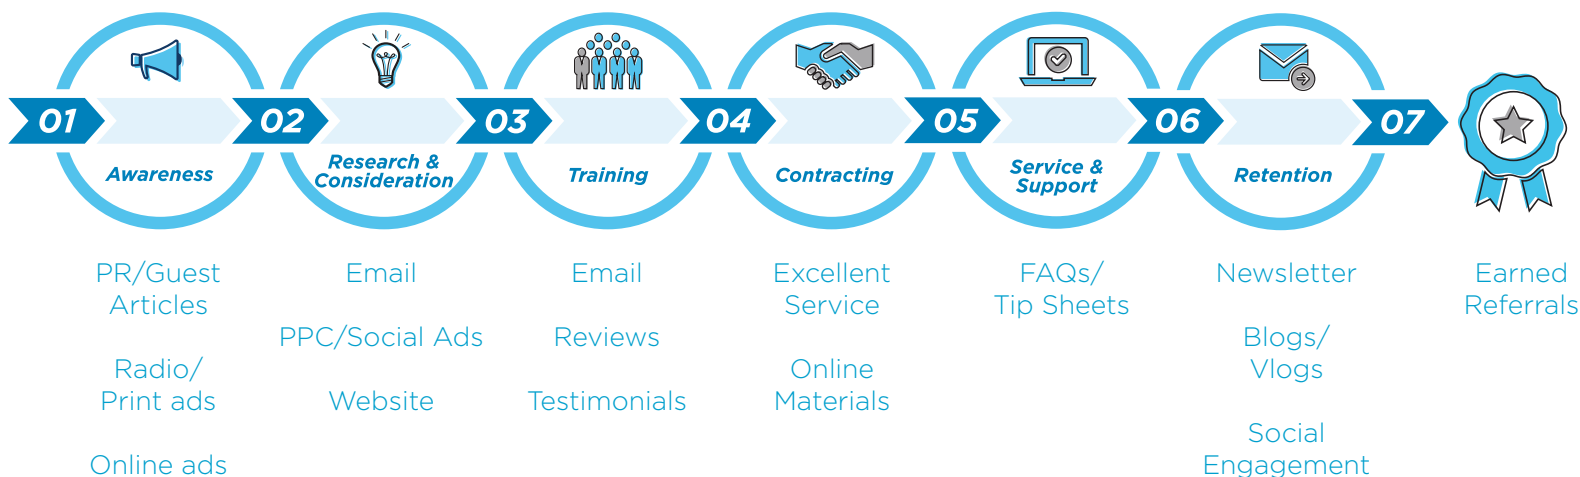 01
02
03
04
05
06
07
Awareness
Research &
Consideration
Training
Contracting
Service &
Support
Retention
PR/Guest
Articles
Radio/
Print ads
Online ads
Email
PPC/Social Ads
Website
Email
Reviews
Testimonials
Excellent
Service
Online
Materials
FAQs/
Tip Sheets
Newsletter
Blogs/
Vlogs
Social
Engagement
Earned
Referrals